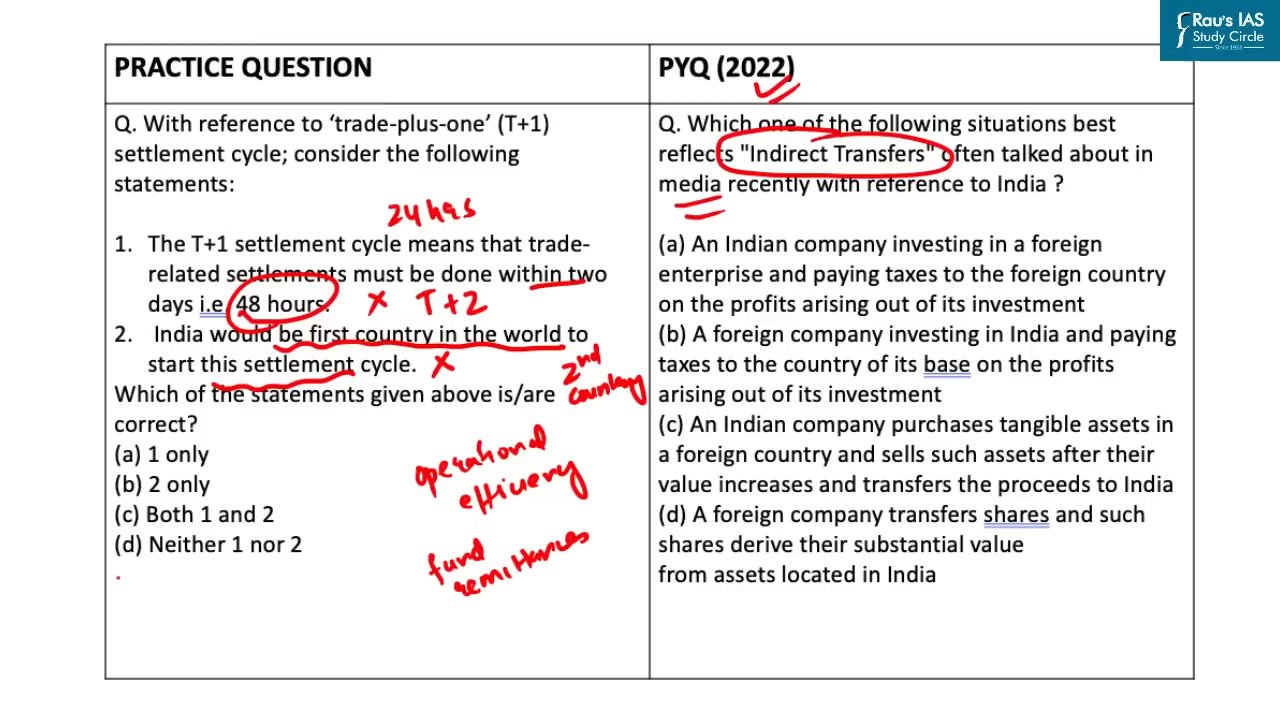 Rau's IAS
Study Circle
Since 1953
PRACTICE QUESTION
Q. With reference to ‘trade-plus-one’ (T+1)
settlement cycle; consider the following
statements:
24 hrs
1. The T+1 settlement cycle means that trade-
related settlements must be done within two
days i.e. 48 hours. X T+2
2. India would be first country in the world to
start this settlement cycle. X
2nd
country
Which of the statements given above is/are
correct?
(a) 1 only
(b) 2 only
(c) Both 1 and 2
(d) Neither 1 nor 2
operational
fund
remittances
PYQ (2022)
Q. Which one of the following situations best
reflects "Indirect Transfers" often talked about in
media recently with reference to India ?
(a) An Indian company investing in a foreign
enterprise and paying taxes to the foreign country
on the profits arising out of its investment
(b) A foreign company investing in India and paying
taxes to the country of its base on the profits
arising out of its investment
(c) An Indian company purchases tangible assets in
a foreign country and sells such assets after their
value increases and transfers the proceeds to India
(d) A foreign company transfers shares and such
shares derive their substantial value
from assets located in India